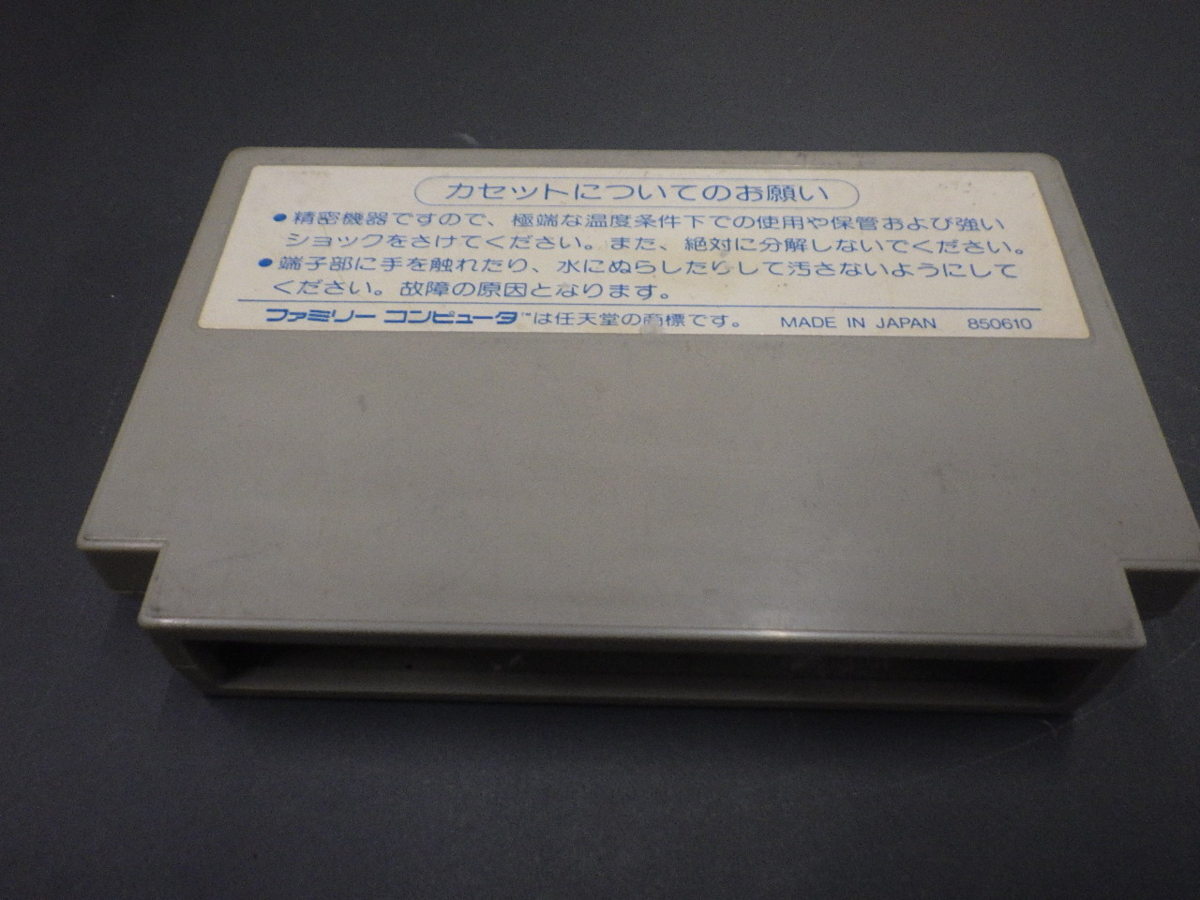 カセットについてのお願い
●精密機器ですので、極端な温度条件下での使用や保管および強い
ショックをさけてください。また、絶対に分解しないでください。
●端子部に手を触れたり、水にぬらしたりして汚さないようにして
ください。故障の原因となります。
ファミリー コンピュータ™は任天堂の商標です。 MADE IN JAPAN 850610